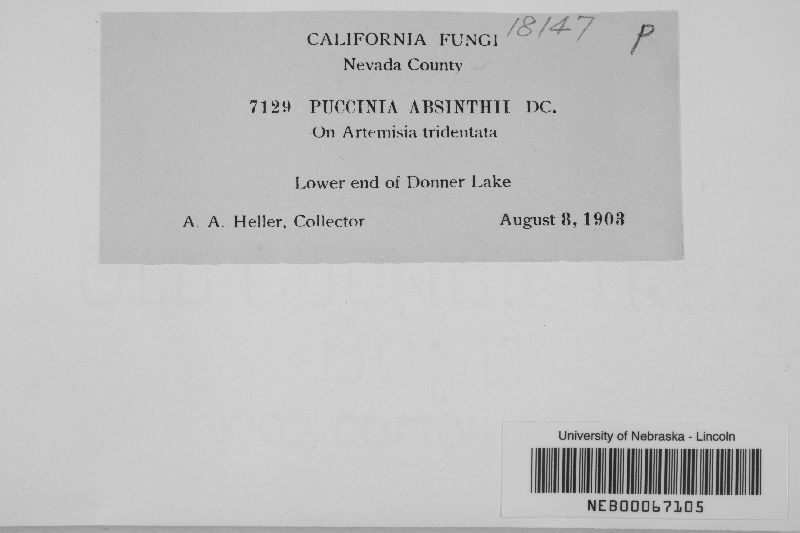 CALIFORNIA FUNGI 18147 P
Nevada County
7129 PUCCINIA ABSINTHII DC.
On Artemisia tridentata
Lower end of Donner Lake
A. A. Heller, Collector August 8, 1903
University of Nebraska - Lincoln
NEB00067105